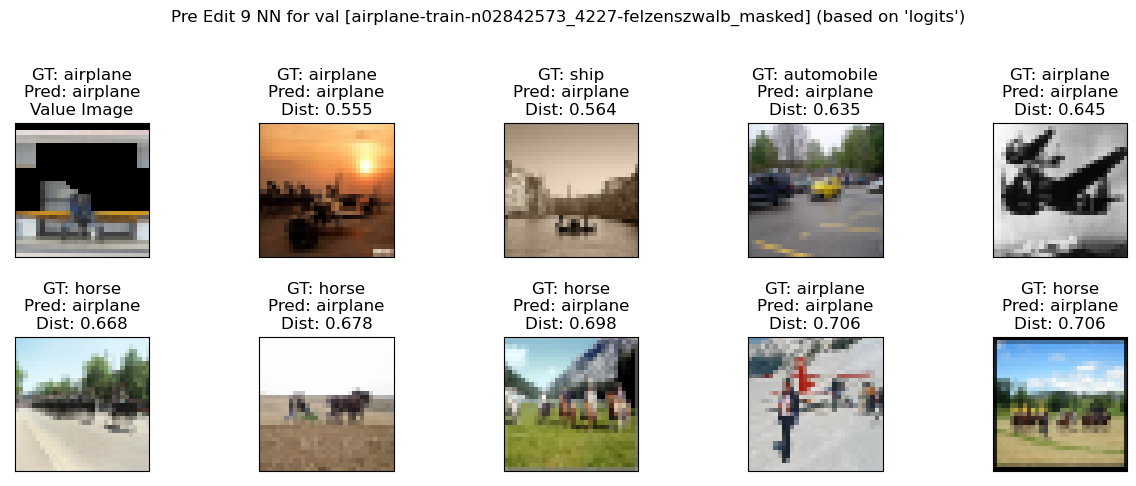 Pre Edit 9 NN for val [airplane-train-n02842573_4227-felzenszwalb_masked] (based on 'logits')
GT: airplane
Pred: airplane
Value Image
GT: airplane
Pred: airplane
Dist: 0.555
GT: ship
Pred: airplane
Dist: 0.564
GT: automobile
Pred: airplane
Dist: 0.635
GT: airplane
Pred: airplane
Dist: 0.645
GT: horse
Pred: airplane
Dist: 0.668
GT: horse
Pred: airplane
Dist: 0.678
GT: horse
Pred: airplane
Dist: 0.698
GT: airplane
Pred: airplane
Dist: 0.706
GT: horse
Pred: airplane
Dist: 0.706